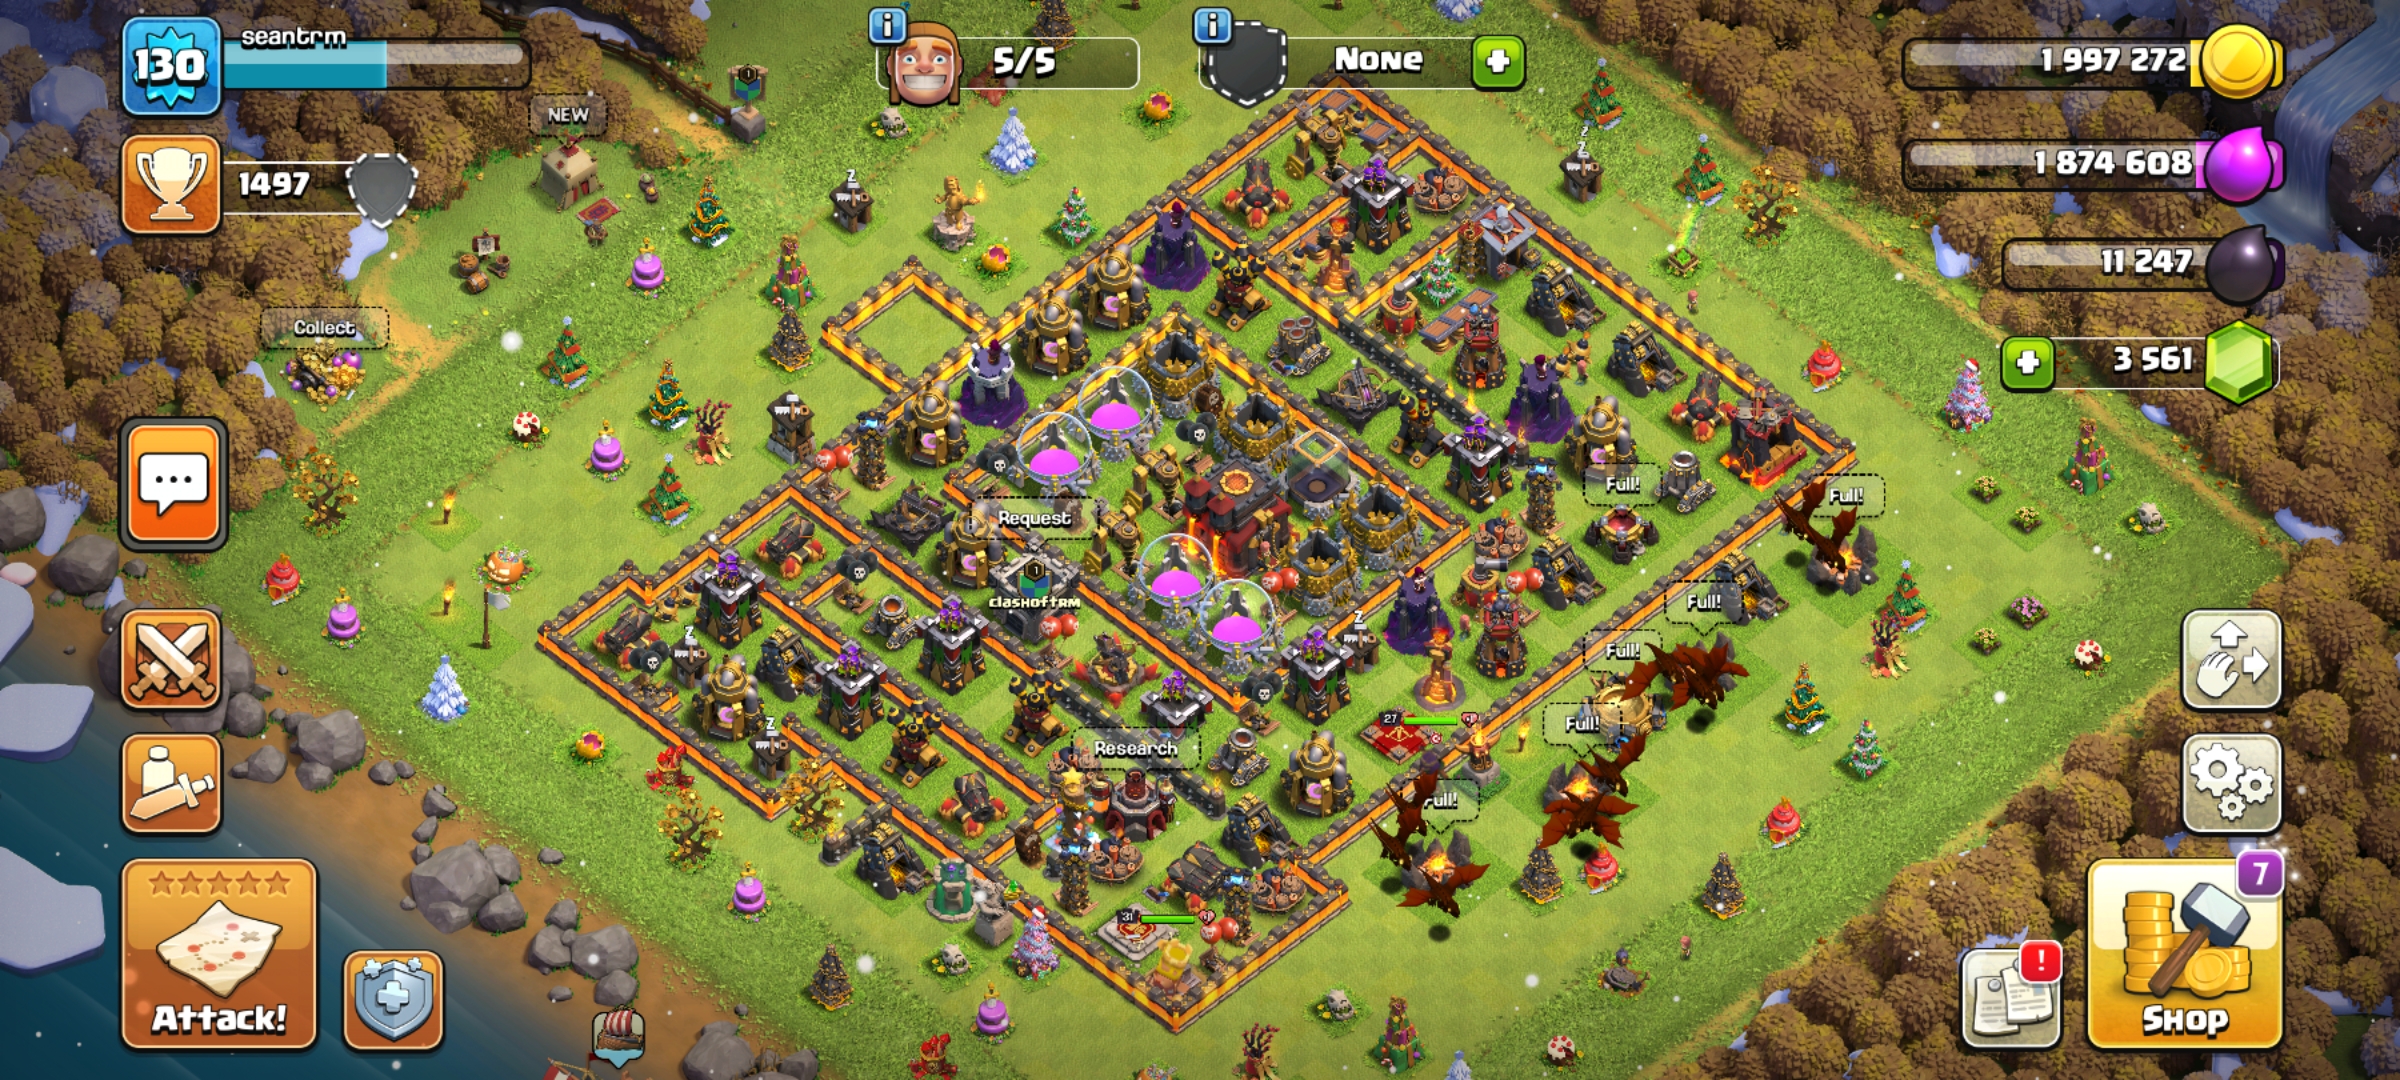 130
seantrm
5/5
None
1 997 272
NEW
1497
1 874 608
11 247
3 561
Collect
Full!
Full!
Request
clashoftrm
Full!
Full!
27
Full!
Research
Full!
31
Attack!
7
!
Shop